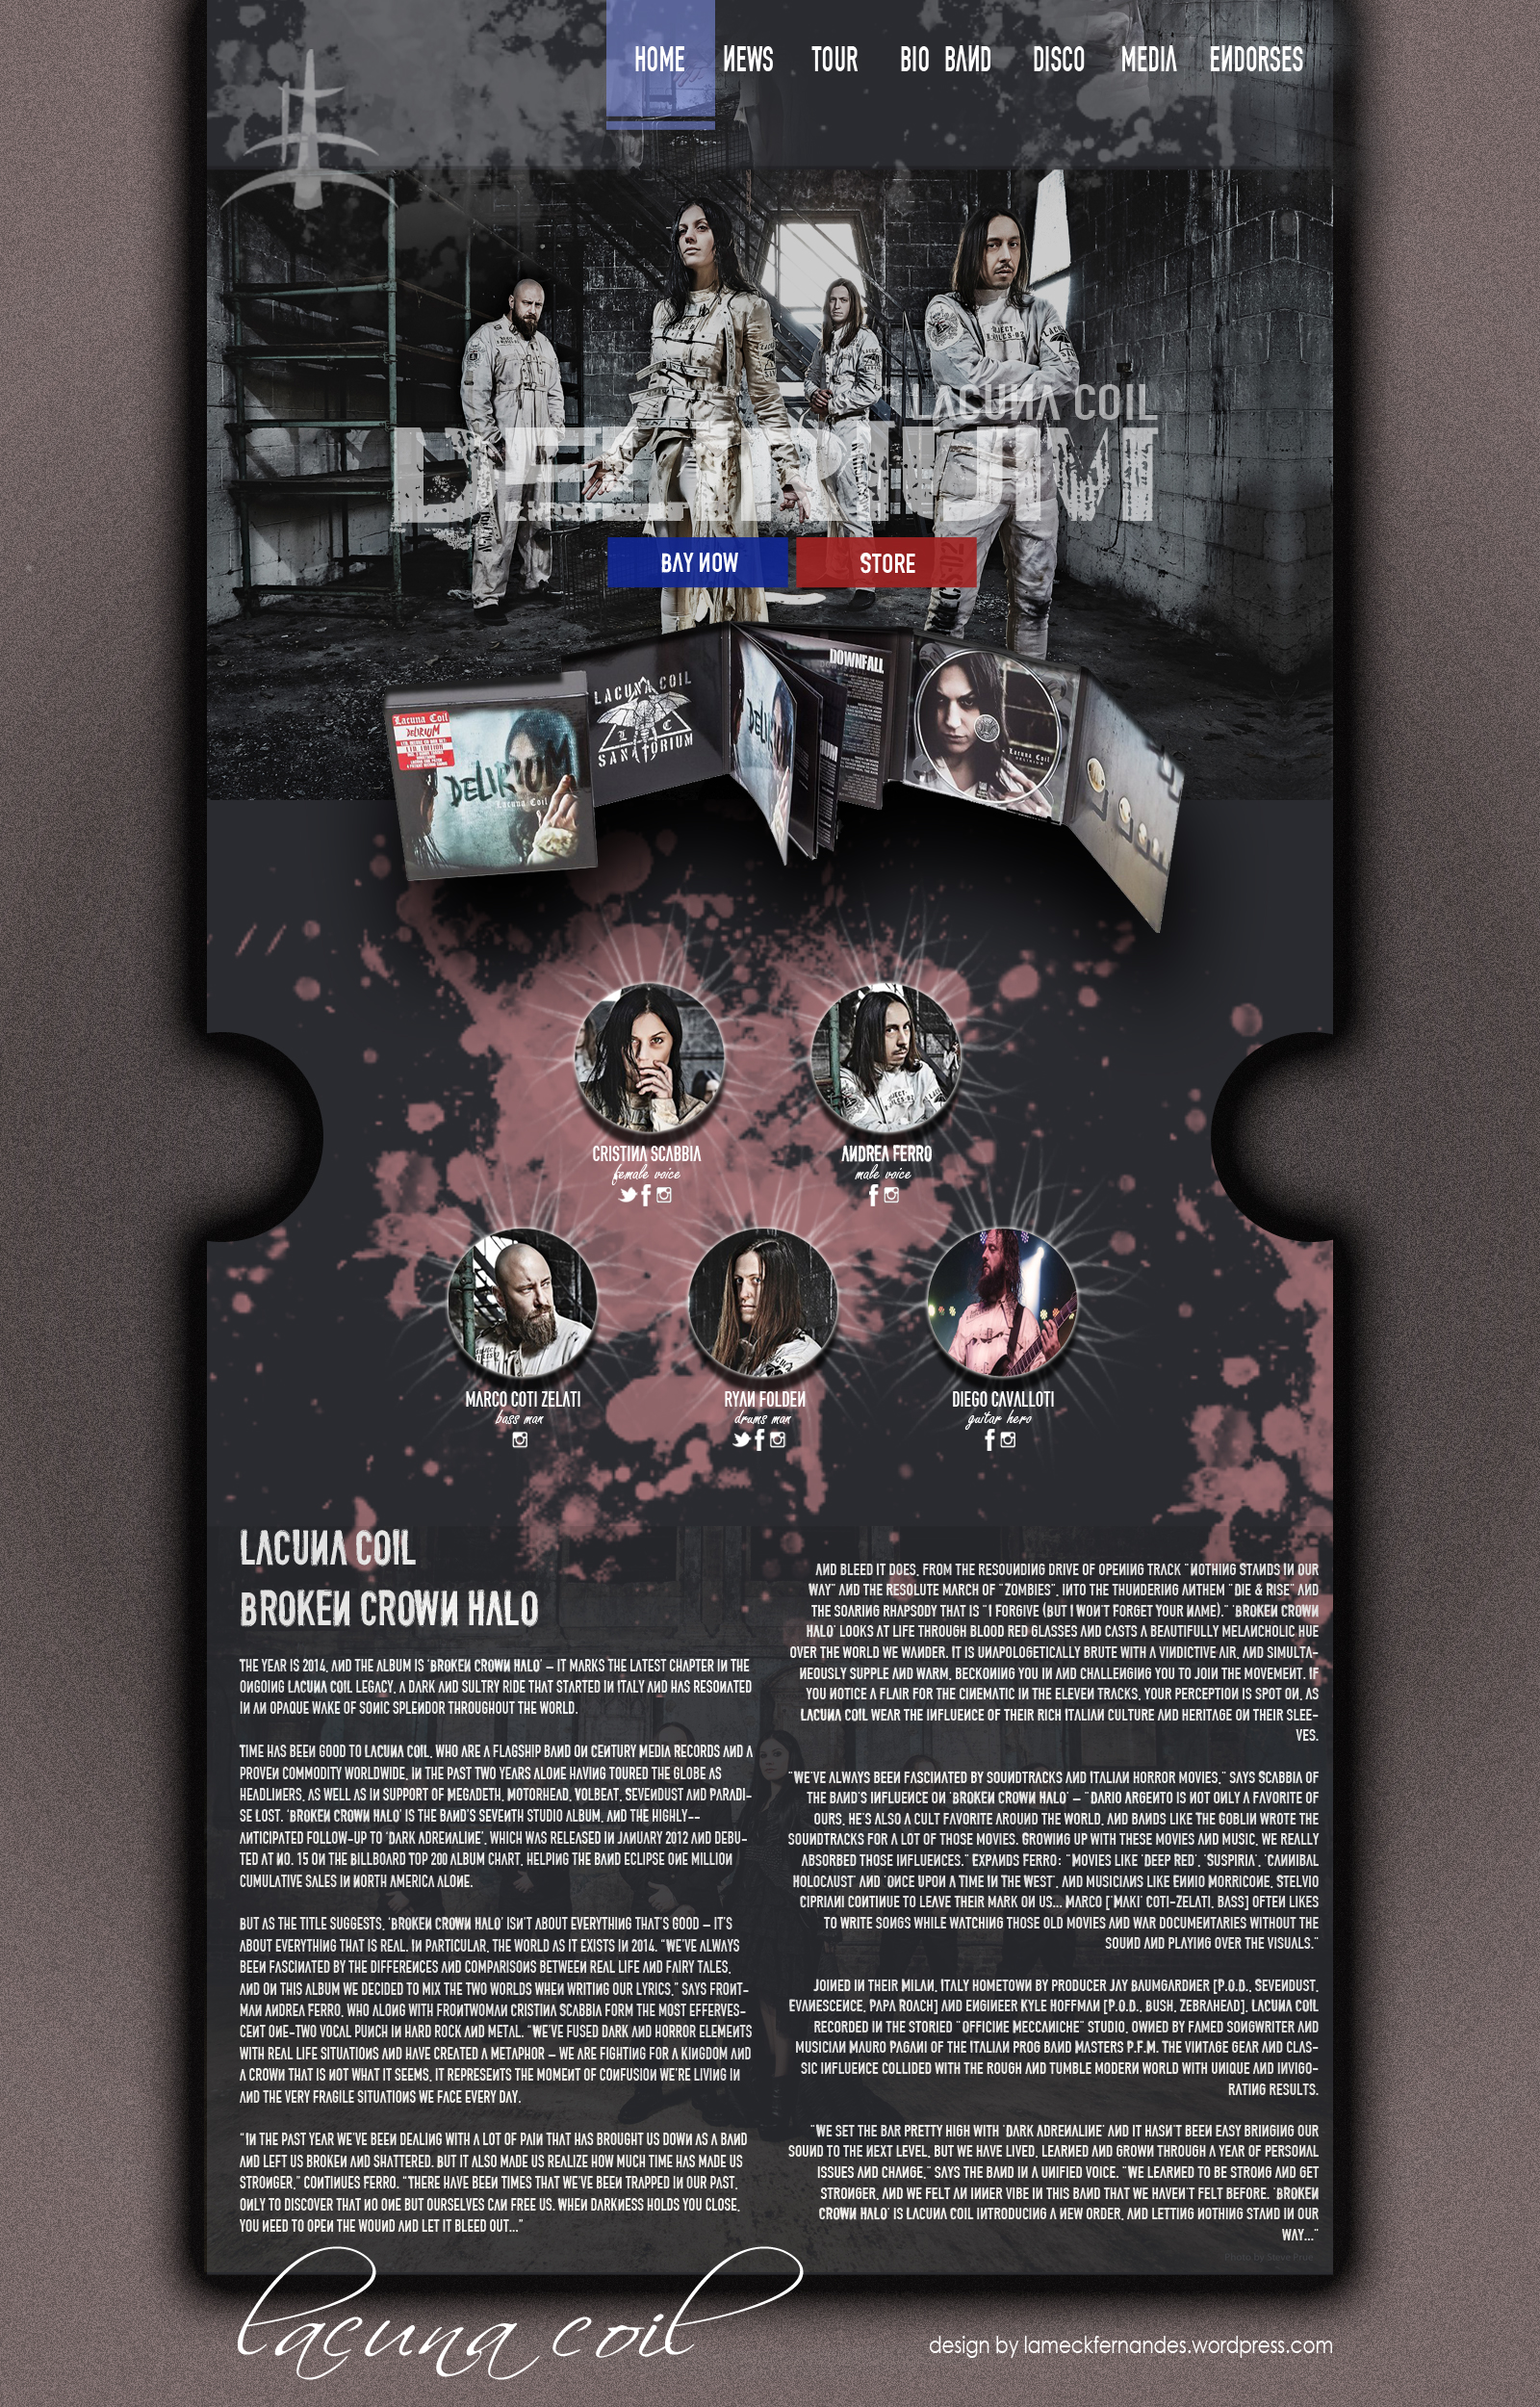 HOME NEWS TOUR BIO BAND DISCO MEDIA ENDORSES
LACUNA COIL
DELIRIUM
BAY NOW STORE
Lacuna Coil
DELIRIUM
LACUNA COIL
L C
SANATORIUM
DELIRIUM
Lacuna Coil
DOWNFALL
Lacuna Coil
DELIRIUM
CRISTINA SCABBIA
female voice
ANDREA FERRO
male voice
MARCO COTI ZELATI
bass man
RYAN FOLDEN
drums man
DIEGO CAVALLOTI
guitar hero
LACUNA COIL
BROKEN CROWN HALO
THE YEAR IS 2014, AND THE ALBUM IS 'BROKEN CROWN HALO' – IT MARKS THE LATEST CHAPTER IN THE
ONGOING LACUNA COIL LEGACY, A DARK AND SULTRY RIDE THAT STARTED IN ITALY AND HAS RESONATED
IN AN OPAQUE WAKE OF SONIC SPLENDOR THROUGHOUT THE WORLD.
TIME HAS BEEN GOOD TO LACUNA COIL, WHO ARE A FLAGSHIP BAND ON CENTURY MEDIA RECORDS AND A
PROVEN COMMODITY WORLDWIDE, IN THE PAST TWO YEARS ALONE HAVING TOURED THE GLOBE AS
HEADLINERS, AS WELL AS IN SUPPORT OF MEGADETH, MOTORHEAD, VOLBEAT, SEVENDUST AND PARADI-
SE LOST. 'BROKEN CROWN HALO' IS THE BAND'S SEVENTH STUDIO ALBUM, AND THE HIGHLY--
ANTICIPATED FOLLOW-UP TO 'DARK ADRENALINE', WHICH WAS RELEASED IN JANUARY 2012 AND DEBU-
TED AT NO. 15 ON THE BILLBOARD TOP 200 ALBUM CHART, HELPING THE BAND ECLIPSE ONE MILLION
CUMULATIVE SALES IN NORTH AMERICA ALONE.
BUT AS THE TITLE SUGGESTS, 'BROKEN CROWN HALO' ISN'T ABOUT EVERYTHING THAT'S GOOD – IT'S
ABOUT EVERYTHING THAT IS REAL. IN PARTICULAR, THE WORLD AS IT EXISTS IN 2014. "WE'VE ALWAYS
BEEN FASCINATED BY THE DIFFERENCES AND COMPARISONS BETWEEN REAL LIFE AND FAIRY TALES,
AND ON THIS ALBUM WE DECIDED TO MIX THE TWO WORLDS WHEN WRITING OUR LYRICS," SAYS FRONT-
MAN ANDREA FERRO, WHO ALONG WITH FRONTWOMAN CRISTINA SCABBIA FORM THE MOST EFFERVES-
CENT ONE-TWO VOCAL PUNCH IN HARD ROCK AND METAL. "WE'VE FUSED DARK AND HORROR ELEMENTS
WITH REAL LIFE SITUATIONS AND HAVE CREATED A METAPHOR – WE ARE FIGHTING FOR A KINGDOM AND
A CROWN THAT IS NOT WHAT IT SEEMS, IT REPRESENTS THE MOMENT OF CONFUSION WE'RE LIVING IN
AND THE VERY FRAGILE SITUATIONS WE FACE EVERY DAY.
"IN THE PAST YEAR WE'VE BEEN DEALING WITH A LOT OF PAIN THAT HAS BROUGHT US DOWN AS A BAND
AND LEFT US BROKEN AND SHATTERED. BUT IT ALSO MADE US REALIZE HOW MUCH TIME HAS MADE US
STRONGER," CONTINUES FERRO. "THERE HAVE BEEN TIMES THAT WE'VE BEEN TRAPPED IN OUR PAST,
ONLY TO DISCOVER THAT NO ONE BUT OURSELVES CAN FREE US. WHEN DARKNESS HOLDS YOU CLOSE,
YOU NEED TO OPEN THE WOUND AND LET IT BLEED OUT..."
AND BLEED IT DOES, FROM THE RESOUNDING DRIVE OF OPENING TRACK "NOTHING STANDS IN OUR
WAY" AND THE RESOLUTE MARCH OF "ZOMBIES", INTO THE THUNDERING ANTHEM "DIE & RISE" AND
THE SOARING RHAPSODY THAT IS "I FORGIVE (BUT I WON'T FORGET YOUR NAME)." 'BROKEN CROWN
HALO' LOOKS AT LIFE THROUGH BLOOD RED GLASSES AND CASTS A BEAUTIFULLY MELANCHOLIC HUE
OVER THE WORLD WE WANDER. IT IS UNAPOLOGETICALLY BRUTE WITH A VINDICTIVE AIR, AND SIMULTA-
NEOUSLY SUPPLE AND WARM, BECKONING YOU IN AND CHALLENGING YOU TO JOIN THE MOVEMENT. IF
YOU NOTICE A FLAIR FOR THE CINEMATIC IN THE ELEVEN TRACKS, YOUR PERCEPTION IS SPOT ON, AS
LACUNA COIL WEAR THE INFLUENCE OF THEIR RICH ITALIAN CULTURE AND HERITAGE ON THEIR SLEE-
VES.
"WE'VE ALWAYS BEEN FASCINATED BY SOUNDTRACKS AND ITALIAN HORROR MOVIES," SAYS SCABBIA OF
THE BAND'S INFLUENCE ON 'BROKEN CROWN HALO' – "DARIO ARGENTO IS NOT ONLY A FAVORITE OF
OURS, HE'S ALSO A CULT FAVORITE AROUND THE WORLD, AND BANDS LIKE THE GOBLIN WROTE THE
SOUNDTRACKS FOR A LOT OF THOSE MOVIES. GROWING UP WITH THESE MOVIES AND MUSIC, WE REALLY
ABSORBED THOSE INFLUENCES." EXPANDS FERRO: "MOVIES LIKE 'DEEP RED', 'SUSPIRIA', 'CANNIBAL
HOLOCAUST' AND 'ONCE UPON A TIME IN THE WEST', AND MUSICIANS LIKE ENNIO MORRICONE, STELVIO
CIPRIANI CONTINUE TO LEAVE THEIR MARK ON US... MARCO ['MAKI' COTI-ZELATI, BASS] OFTEN LIKES
TO WRITE SONGS WHILE WATCHING THOSE OLD MOVIES AND WAR DOCUMENTARIES WITHOUT THE
SOUND AND PLAYING OVER THE VISUALS."
JOINED IN THEIR MILAN, ITALY HOMETOWN BY PRODUCER JAY BAUMGARDNER [P.O.D., SEVENDUST,
EVANESCENCE, PAPA ROACH] AND ENGINEER KYLE HOFFMAN [P.O.D., BUSH, ZEBRAHEAD], LACUNA COIL
RECORDED IN THE STORIED "OFFICINE MECCANICHE" STUDIO, OWNED BY FAMED SONGWRITER AND
MUSICIAN MAURO PAGANI OF THE ITALIAN PROG BAND MASTERS P.F.M. THE VINTAGE GEAR AND CLAS-
SIC INFLUENCE COLLIDED WITH THE ROUGH AND TUMBLE MODERN WORLD WITH UNIQUE AND INVIGO-
RATING RESULTS.
"WE SET THE BAR PRETTY HIGH WITH 'DARK ADRENALINE' AND IT HASN'T BEEN EASY BRINGING OUR
SOUND TO THE NEXT LEVEL, BUT WE HAVE LIVED, LEARNED AND GROWN THROUGH A YEAR OF PERSONAL
ISSUES AND CHANGE," SAYS THE BAND IN A UNIFIED VOICE. "WE LEARNED TO BE STRONG AND GET
STRONGER, AND WE FELT AN INNER VIBE IN THIS BAND THAT WE HAVEN'T FELT BEFORE. 'BROKEN
CROWN HALO' IS LACUNA COIL INTRODUCING A NEW ORDER, AND LETTING NOTHING STAND IN OUR
WAY..."
Photo by Steve Prue
lacuna coil
design by lameckfernandes.wordpress.com